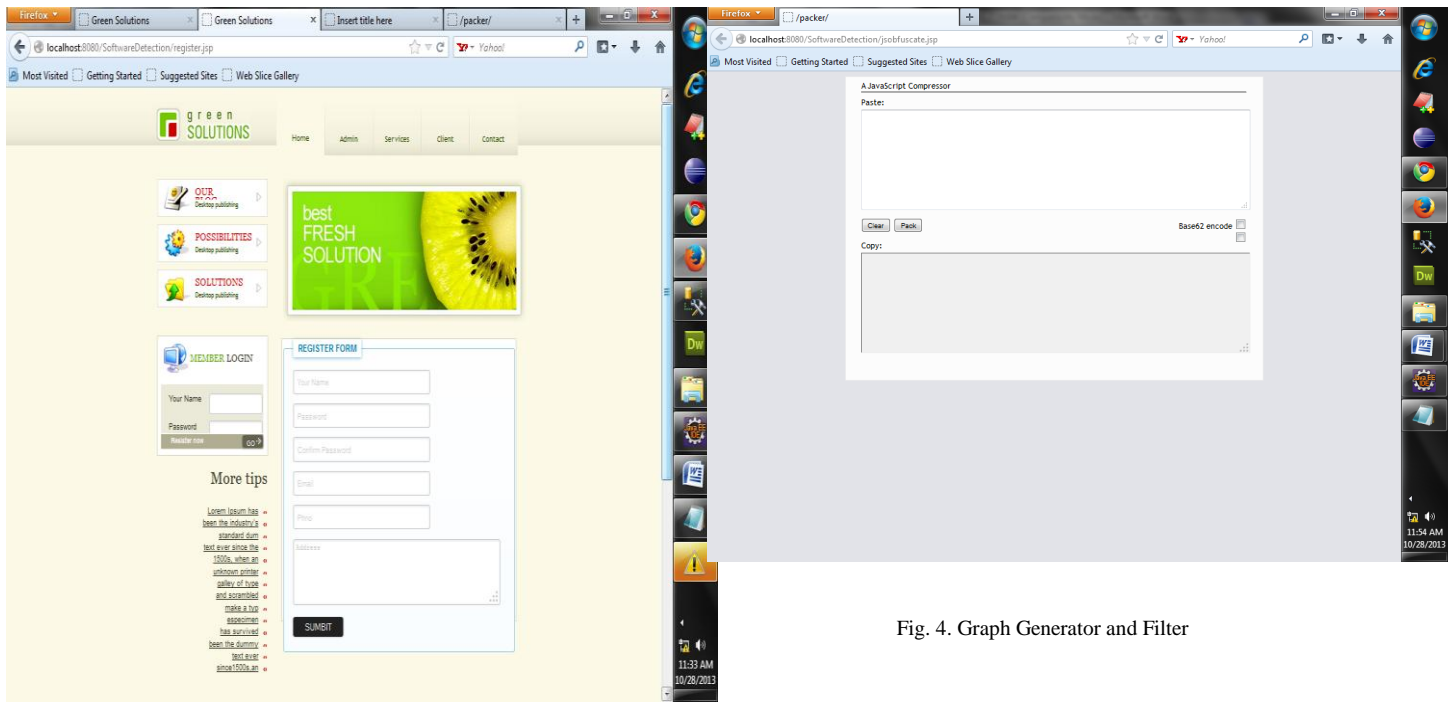 Firefox
Green Solutions
Green Solutions
Insert title here
/packer/
localhost:8080/SoftwareDetection/register.jsp
Yahoo!
Most Visited Getting Started Suggested Sites Web Slice Gallery
green
SOLUTIONS
Home Admin Services Client Contact
OUR
Desktop publishing
POSSIBILITIES
Desktop publishing
SOLUTIONS
Desktop publishing
best
FRESH
SOLUTION
MEMBER LOGIN
Your Name
Password
Register now
GO
More tips
Lorem Ipsum has
been the industry's
standard dum
text ever since the
1500s, when an
unknown printer
galley of type
and scrambled
make a typ
especimen
has survived
been the dummy
text ever
since1500s,an
REGISTER FORM
Your Name
Password
Confirm Password
Email
Phno
Address
SUMBIT
Dw
11:33 AM
10/28/2013
Firefox
/packer/
localhost:8080/SoftwareDetection/jsobfuscate.jsp
Yahoo!
Most Visited Getting Started Suggested Sites Web Slice Gallery
A JavaScript Compressor
Paste:
Clear Pack
Base62 encode
Copy:
Dw
11:54 AM
10/28/2013
Fig. 4. Graph Generator and Filter